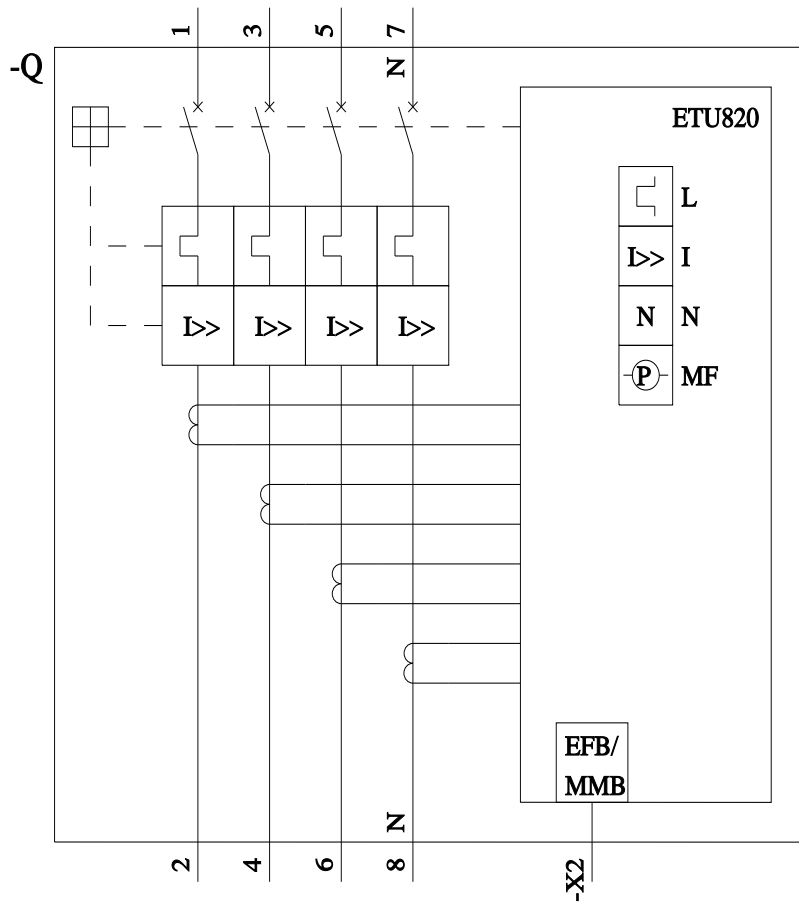 1 3 5 7
-Q
N
ETU820
L
I>> I
N N
P MF
I>> I>> I>> I>>
EFB/
MMB
N
2 4 6 8
-X2